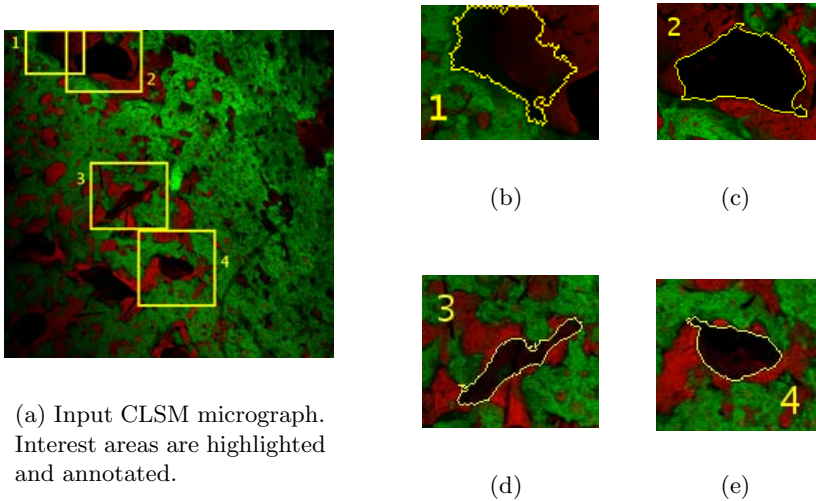 1
2
3
4
1
2
(b)
(c)
3
4
(a) Input CLSM micrograph.
Interest areas are highlighted
and annotated.
(d)
(e)